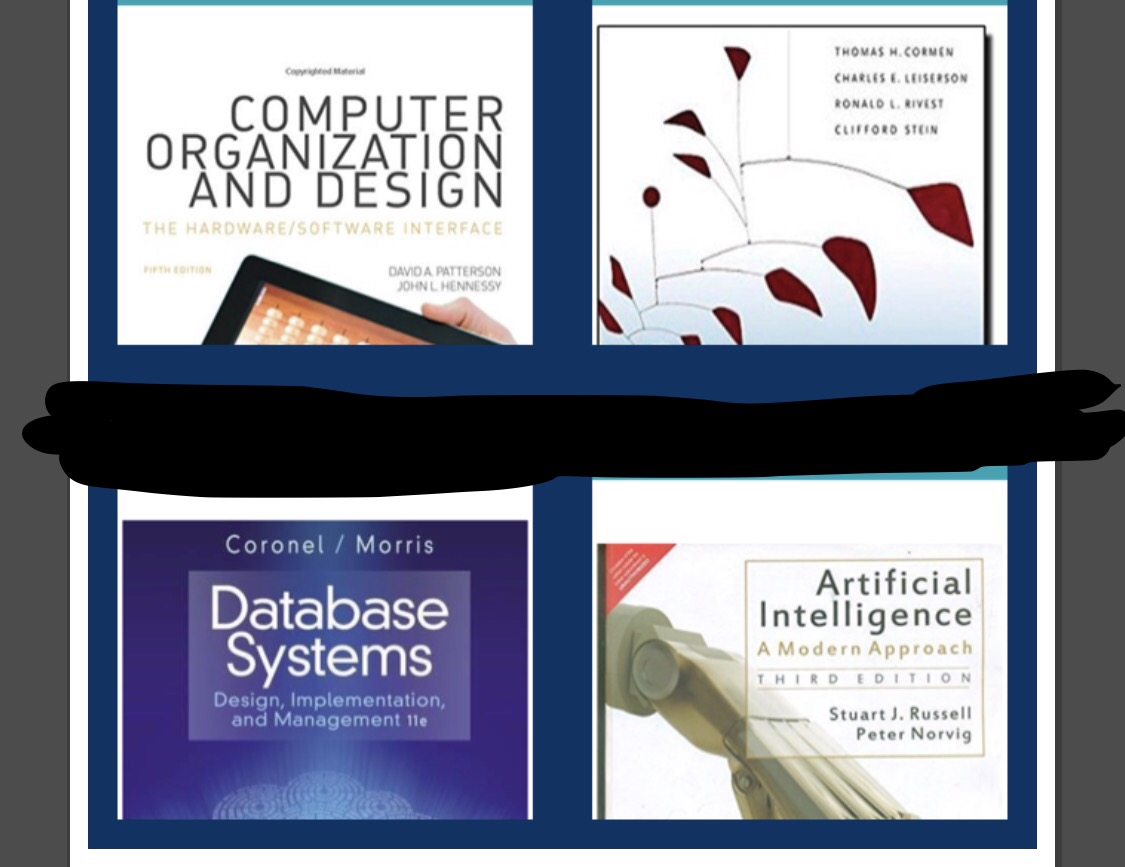 Copyrighted Material
COMPUTER
ORGANIZATION
AND DESIGN
THE HARDWARE/SOFTWARE INTERFACE
FIFTH EDITION
DAVID A. PATTERSON
JOHN L. HENNESSY
THOMAS H. CORMEN
CHARLES E. LEISERSON
RONALD L. RIVEST
CLIFFORD STEIN
Coronel / Morris
Database
Systems
Design, Implementation,
and Management 11e
Artificial
Intelligence
A Modern Approach
THIRD EDITION
Stuart J. Russell
Peter Norvig